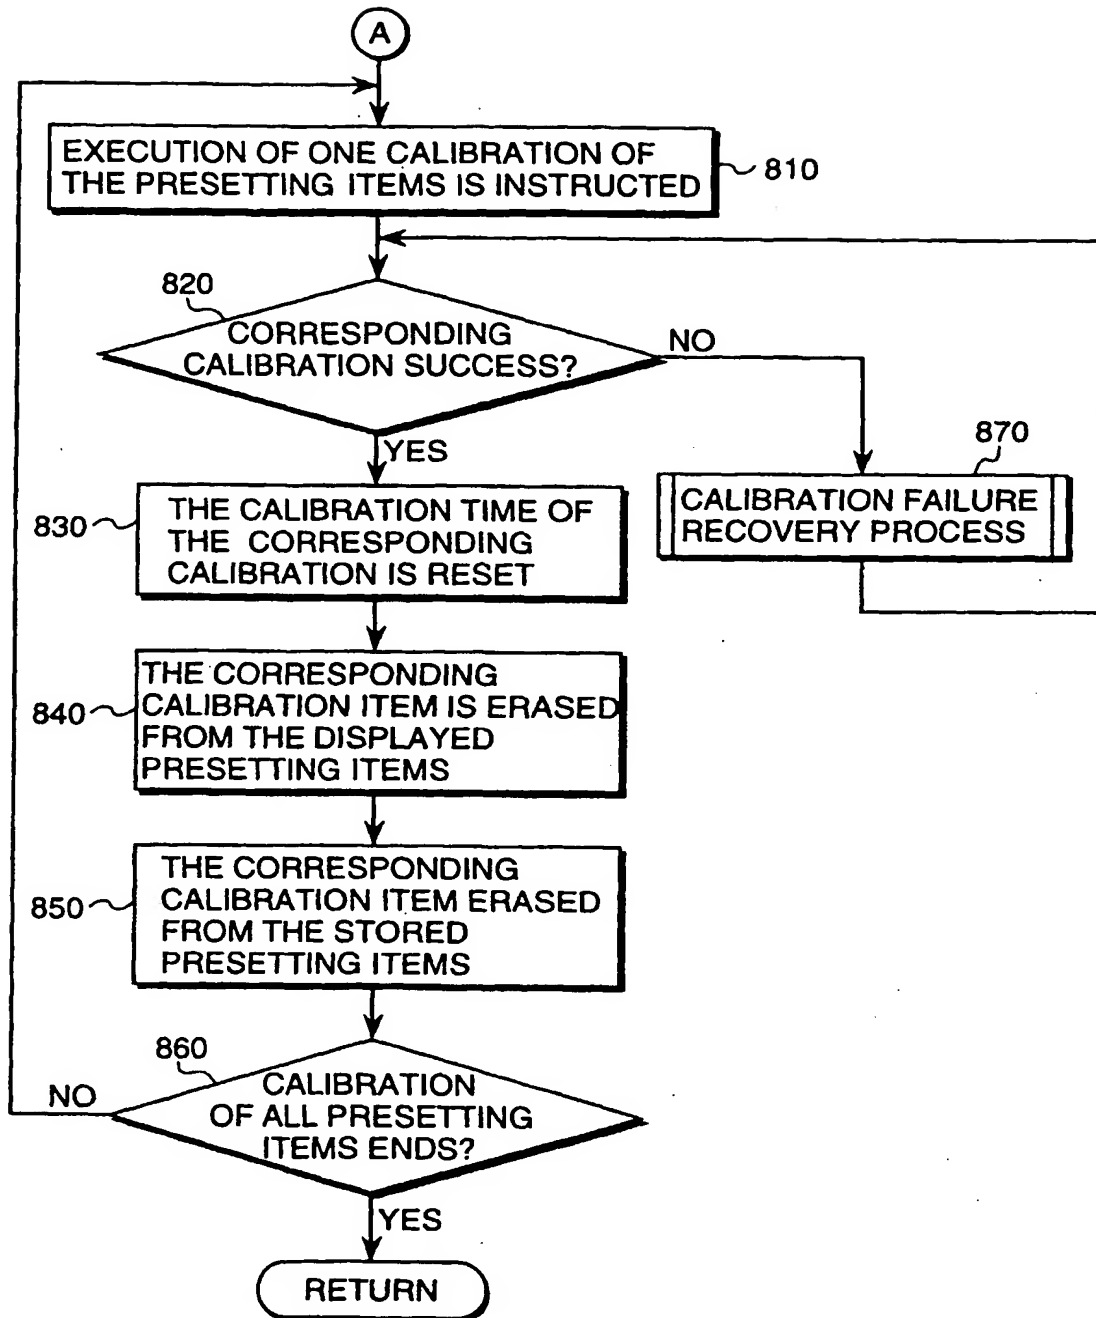 A
EXECUTION OF ONE CALIBRATION OF
THE PRESETTING ITEMS IS INSTRUCTED
810
820
CORRESPONDING
CALIBRATION SUCCESS?
NO
YES
870
CALIBRATION FAILURE
RECOVERY PROCESS
830
THE CALIBRATION TIME OF
THE CORRESPONDING
CALIBRATION IS RESET
840
THE CORRESPONDING
CALIBRATION ITEM IS ERASED
FROM THE DISPLAYED
PRESETTING ITEMS
850
THE CORRESPONDING
CALIBRATION ITEM ERASED
FROM THE STORED
PRESETTING ITEMS
860
NO
CALIBRATION
OF ALL PRESETTING
ITEMS ENDS?
YES
RETURN